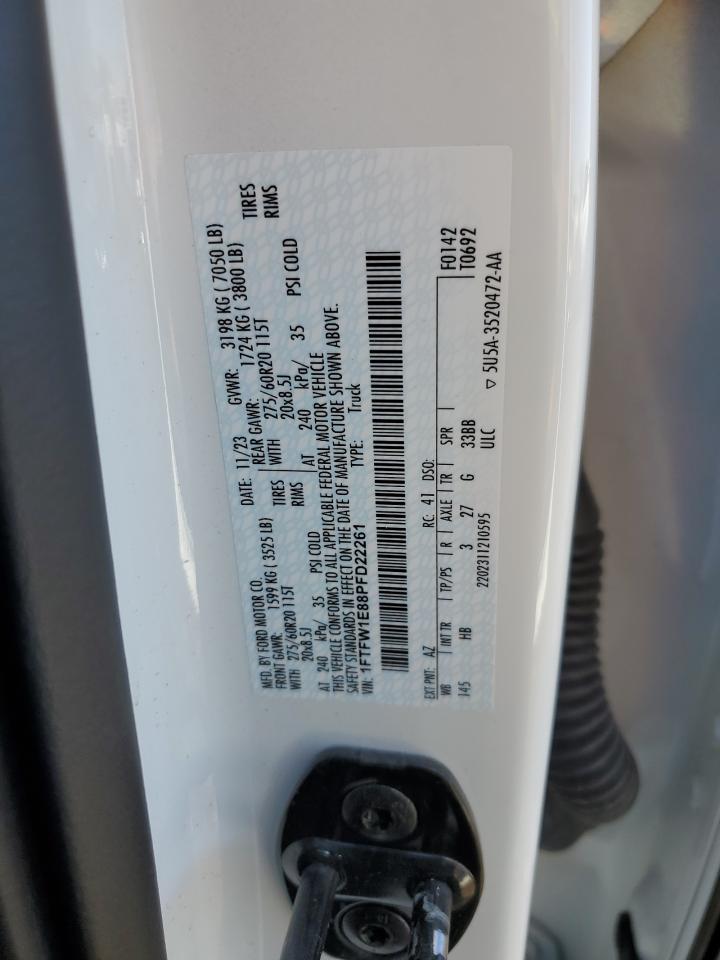 MFD. BY FORD MOTOR CO. DATE: 11/23 GVWR: 3198 KG ( 7050 LB)
FRONT GAWR: 1599 KG ( 3525 LB) REAR GAWR: 1724 KG ( 3800 LB)
WITH 275/60R20 115T TIRES WITH 275/60R20 115T TIRES
20x8.5J RIMS 20x8.5J RIMS
AT 240 kPa/ 35 PSI COLD AT 240 kPa/ 35 PSI COLD
THIS VEHICLE CONFORMS TO ALL APPLICABLE FEDERAL MOTOR VEHICLE
SAFETY STANDARDS IN EFFECT ON THE DATE OF MANUFACTURE SHOWN ABOVE.
VIN: 1FTFW1E88PFD22261 TYPE: Truck
F0142
EXT PNT: AZ RC: 41 DSO: T0692
WB INT TR TP/PS R AXLE TR SPR
145 HB 3 27 G 33BB
2202311210595 ULC ▽ 5U5A-3520472-AA